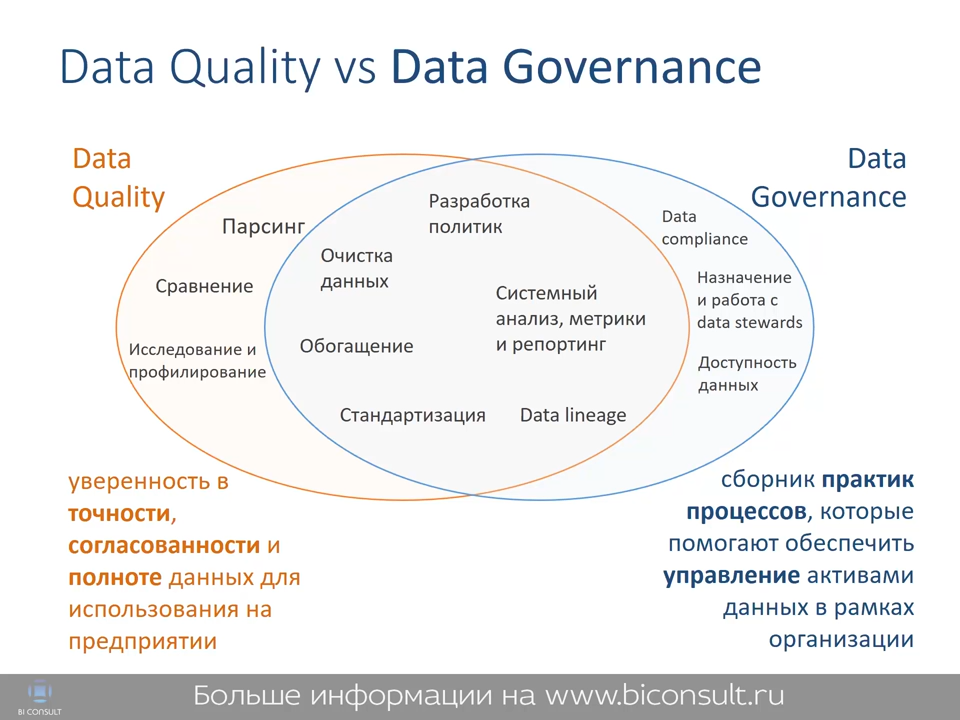 Data Quality vs Data Governance
Data
Quality
Data
Governance
Парсинг
Сравнение
Исследование и
профилирование
Разработка
политик
Очистка
данных
Системный
анализ, метрики
и репортинг
Обогащение
Стандартизация
Data lineage
Data
compliance
Назначение
и работа с
data stewards
Доступность
данных
уверенность в
точности,
согласованности и
полноте данных для
использования на
предприятии
сборник практик
процессов, которые
помогают обеспечить
управление активами
данных в рамках
организации
BI CONSULT
Больше информации на www.biconsult.ru